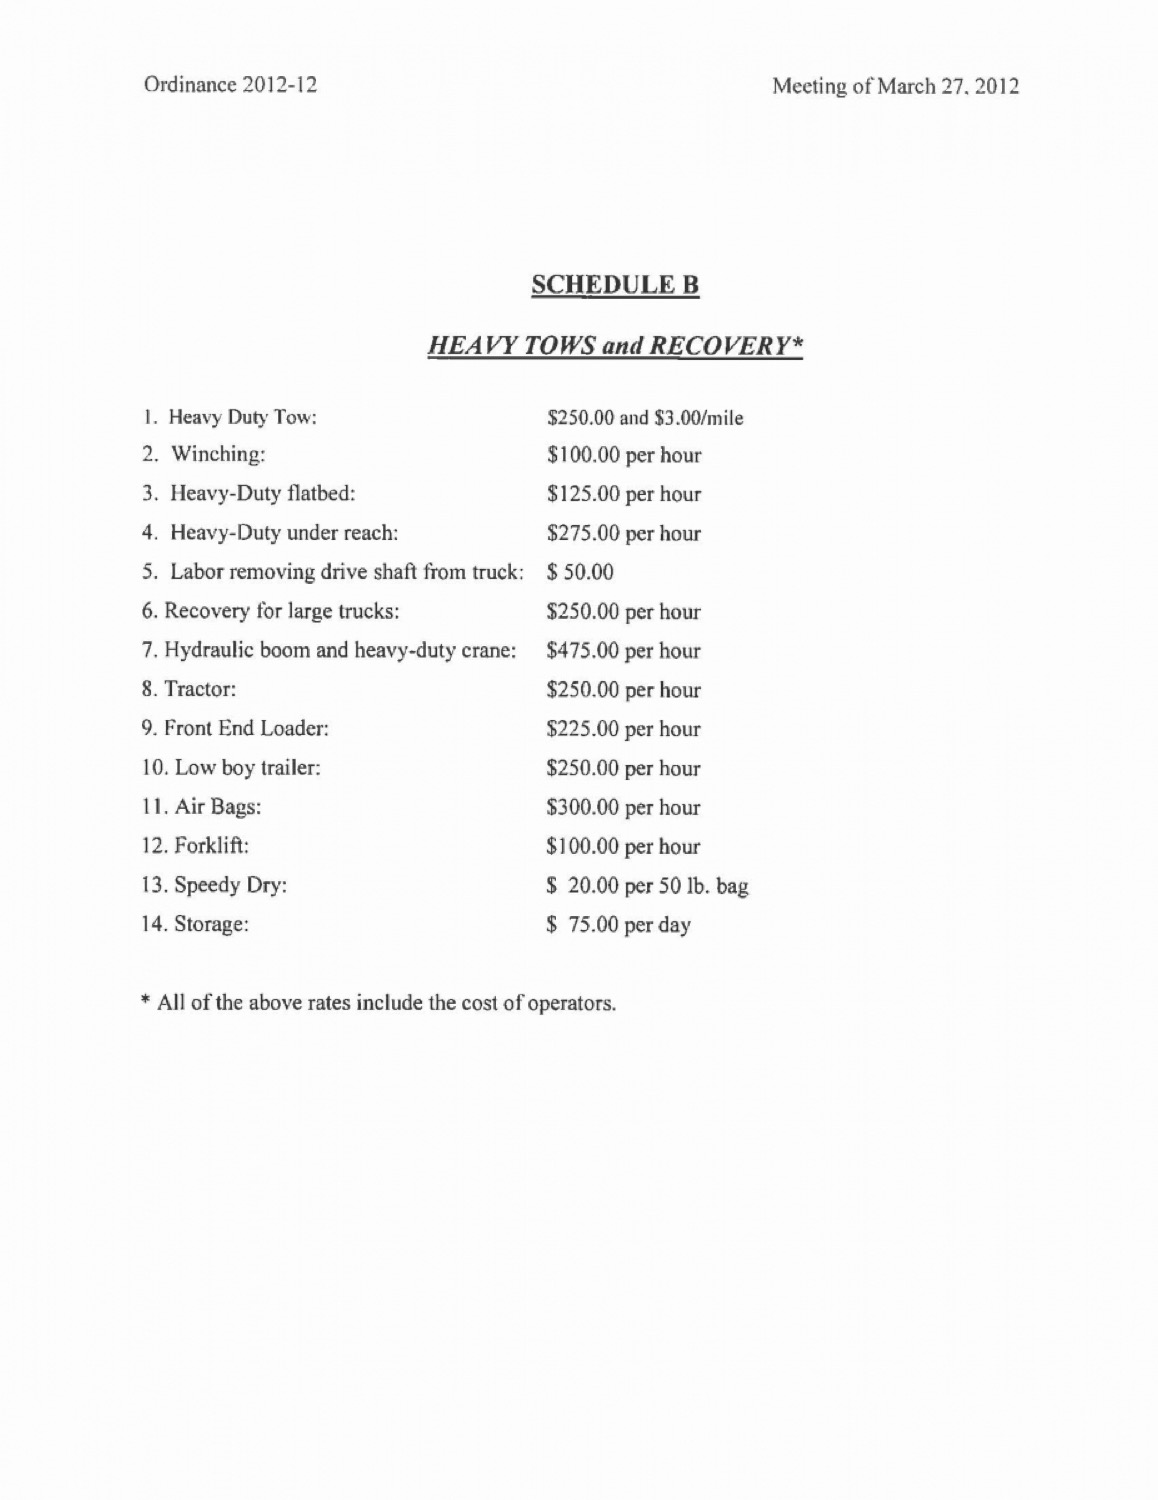 Ordinance 2012-12 Meeting of March 27, 2012
SCHEDULE B
HEAVY TOWS and RECOVERY*
1. Heavy Duty Tow: $250.00 and $3.00/mile
2. Winching: $100.00 per hour
3. Heavy-Duty flatbed: $125.00 per hour
4. Heavy-Duty under reach: $275.00 per hour
5. Labor removing drive shaft from truck: $ 50.00
6. Recovery for large trucks: $250.00 per hour
7. Hydraulic boom and heavy-duty crane: $475.00 per hour
8. Tractor: $250.00 per hour
9. Front End Loader: $225.00 per hour
10. Low boy trailer: $250.00 per hour
11. Air Bags: $300.00 per hour
12. Forklift: $100.00 per hour
13. Speedy Dry: $ 20.00 per 50 lb. bag
14. Storage: $ 75.00 per day
* All of the above rates include the cost of operators.